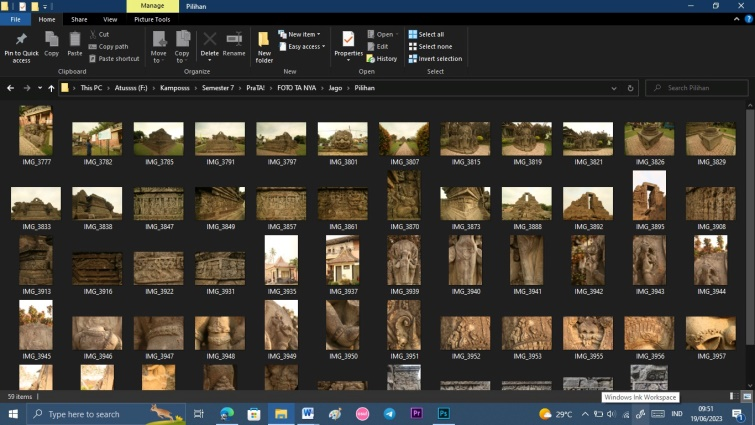 Manage
Pilihan
File
Home
Share
View
Picture Tools
Pin to Quick access
Copy
Paste
Cut
Copy path
Paste shortcut
Clipboard
Move to
Copy to
Delete
Rename
Organize
New folder
New item
Easy access
New
Properties
Open
Edit
History
Open
Select all
Select none
Invert selection
Select
This PC > Atussss (F:) > Kamposss > Semester 7 > PraTA! > FOTO TA NYA > Jago > Pilihan
Search Pilihan
IMG_3777 IMG_3782 IMG_3785 IMG_3791 IMG_3797 IMG_3801 IMG_3807 IMG_3815 IMG_3819 IMG_3821 IMG_3826 IMG_3829
IMG_3833 IMG_3838 IMG_3847 IMG_3849 IMG_3857 IMG_3861 IMG_3870 IMG_3873 IMG_3888 IMG_3892 IMG_3895 IMG_3908
IMG_3913 IMG_3916 IMG_3922 IMG_3931 IMG_3935 IMG_3937 IMG_3939 IMG_3940 IMG_3941 IMG_3942 IMG_3943 IMG_3944
IMG_3945 IMG_3946 IMG_3947 IMG_3948 IMG_3949 IMG_3950 IMG_3951 IMG_3952 IMG_3953 IMG_3955 IMG_3956 IMG_3957
59 items
Windows Ink Workspace
Type here to search
29°C
IND
09:51
19/06/2023